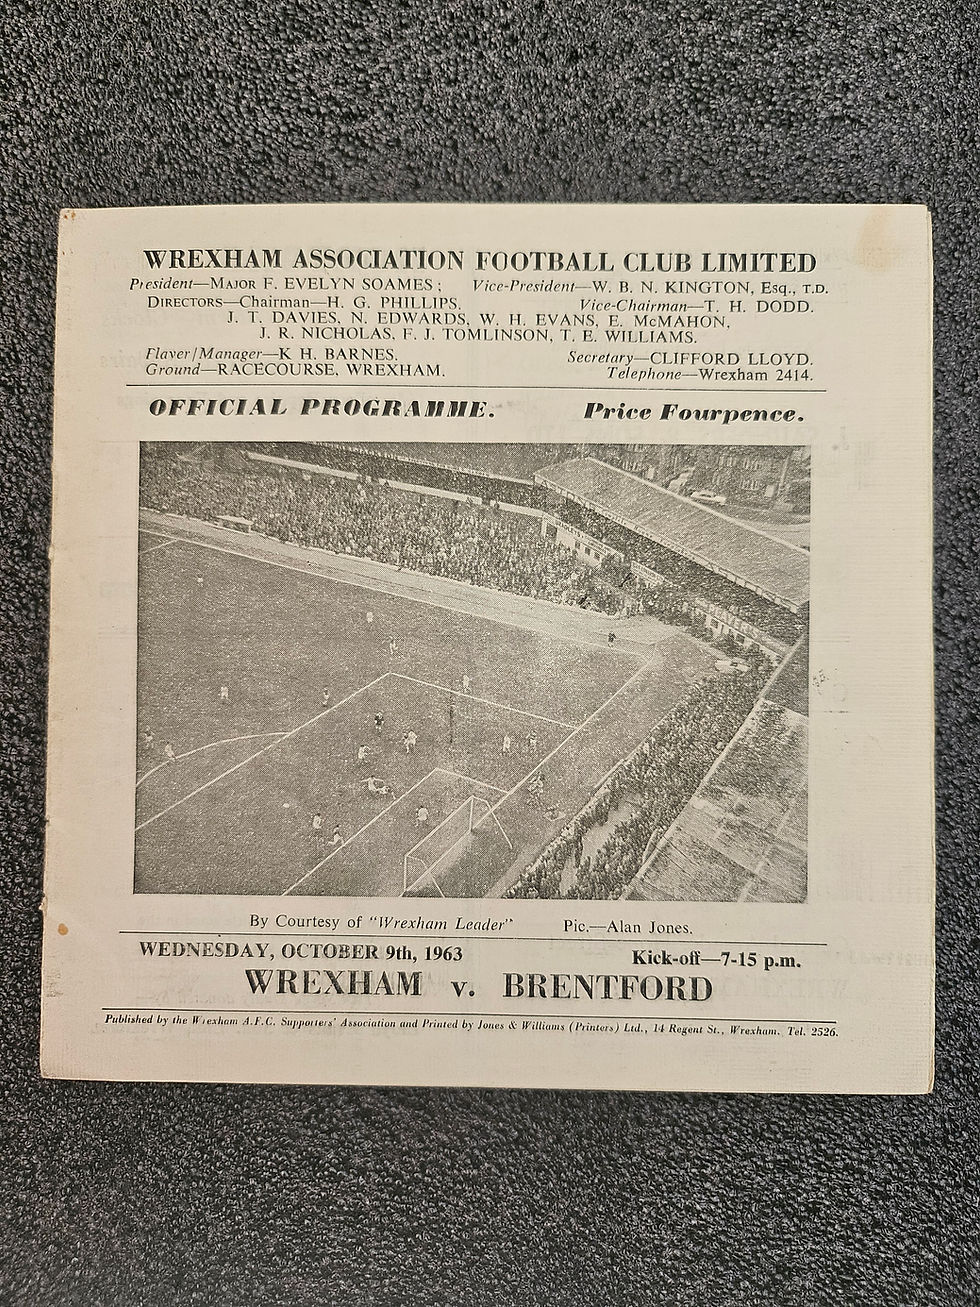 WREXHAM ASSOCIATION FOOTBALL CLUB LIMITED
President—MAJOR F. EVELYN SOAMES; Vice-President—W. B. N. KINGTON, Esq., T.D.
DIRECTORS—Chairman—H. G. PHILLIPS. Vice-Chairman—T. H. DODD.
J. T. DAVIES, N. EDWARDS, W. H. EVANS, E. McMAHON,
J. R. NICHOLAS, F. J. TOMLINSON, T. E. WILLIAMS.
Flaver/Manager—K H. BARNES. Secretary—CLIFFORD LLOYD.
Ground—RACECOURSE, WREXHAM. Telephone—Wrexham 2414.
OFFICIAL PROGRAMME. Price Fourpence.
By Courtesy of "Wrexham Leader" Pic.—Alan Jones.
WEDNESDAY, OCTOBER 9th, 1963 Kick-off—7-15 p.m.
WREXHAM v. BRENTFORD
Published by the Wrexham A.F.C. Supporters' Association and Printed by Jones & Williams (Printers) Ltd., 14 Regent St., Wrexham. Tel. 2526.